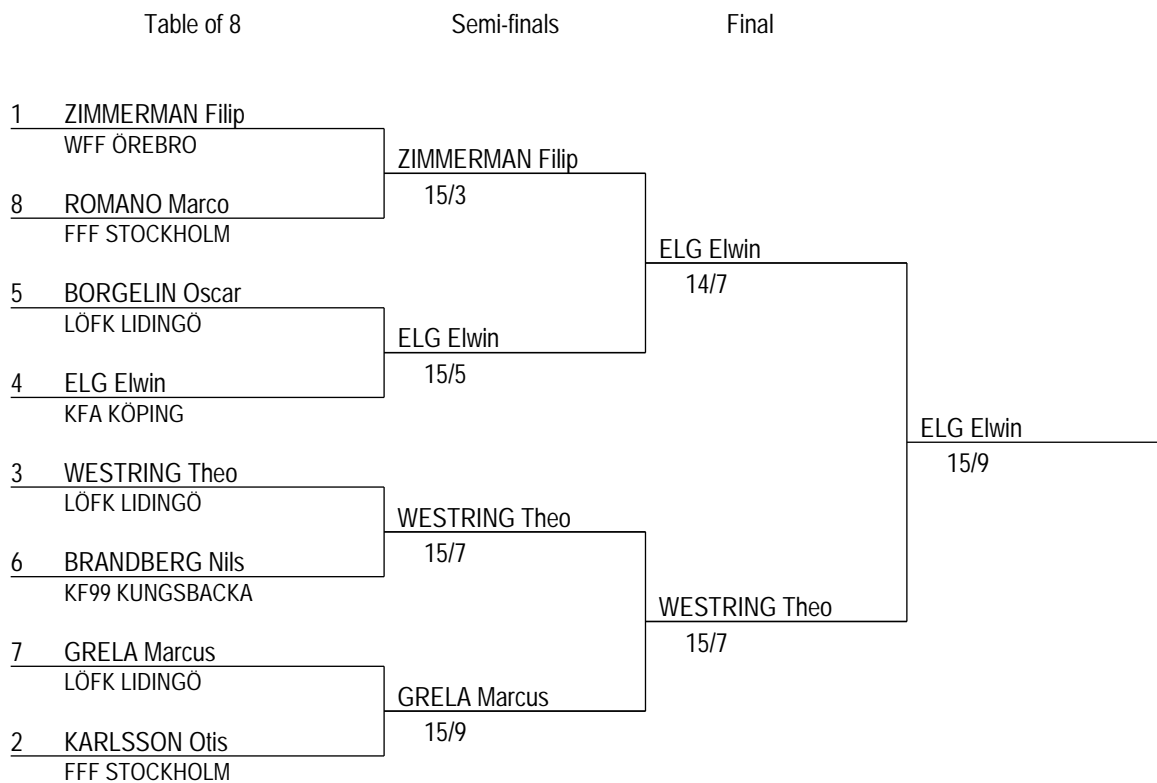 Table of 8 Semi-finals Final
1 ZIMMERMAN Filip
WFF ÖREBRO
ZIMMERMAN Filip
15/3
8 ROMANO Marco
FFF STOCKHOLM
ELG Elwin
14/7
5 BORGELIN Oscar
LÖFK LIDINGÖ
ELG Elwin
15/5
4 ELG Elwin
KFA KÖPING
ELG Elwin
15/9
3 WESTRING Theo
LÖFK LIDINGÖ
WESTRING Theo
15/7
6 BRANDBERG Nils
KF99 KUNGSBACKA
WESTRING Theo
15/7
7 GRELA Marcus
LÖFK LIDINGÖ
GRELA Marcus
15/9
2 KARLSSON Otis
FFF STOCKHOLM